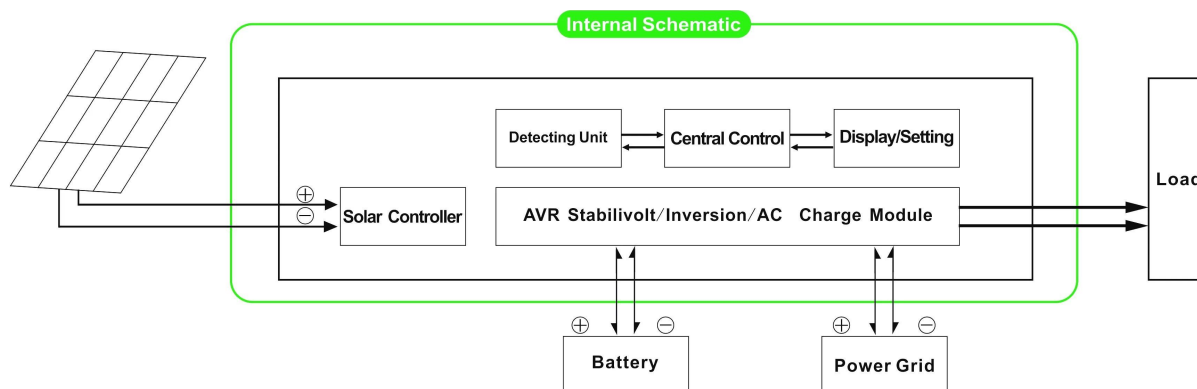 Internal Schematic
Detecting Unit
Central Control
Display/Setting
Load
+
−
Solar Controller
AVR Stabilivolt/Inversion/AC Charge Module
+ −
+ −
Battery
Power Grid